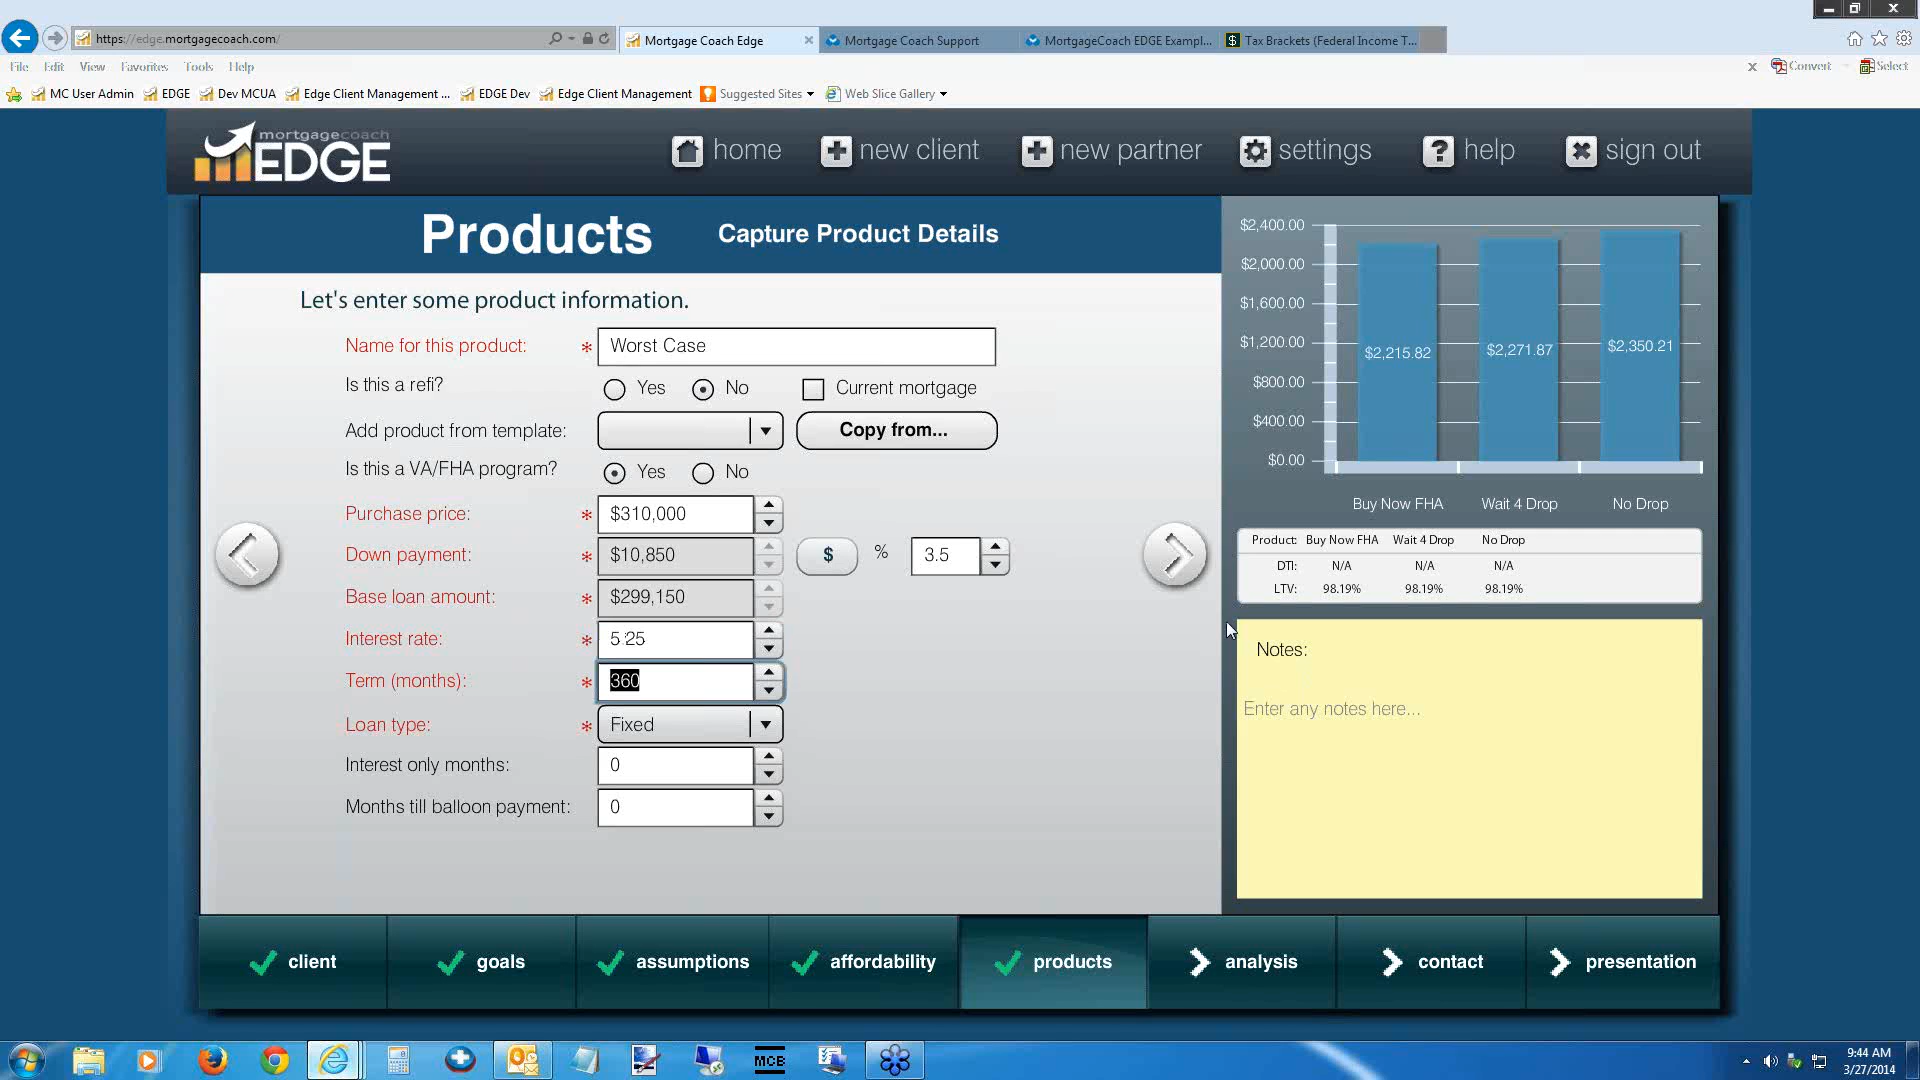 https://edge.mortgagecoach.com/
Mortgage Coach Edge
Mortgage Coach Support
MortgageCoach EDGE Exampl...
Tax Brackets (Federal Income T...
File Edit View Favorites Tools Help
Convert
Select
MC User Admin
EDGE
Dev MCUA
Edge Client Management ...
EDGE Dev
Edge Client Management
Suggested Sites
Web Slice Gallery
mortgagecoach
EDGE
home
new client
new partner
settings
help
sign out
Products
Capture Product Details
Let's enter some product information.
Name for this product: * Worst Case
Is this a refi? Yes No Current mortgage
Add product from template: Copy from...
Is this a VA/FHA program? Yes No
Purchase price: * $310,000
Down payment: * $10,850 $ % 3.5
Base loan amount: * $299,150
Interest rate: * 5.25
Term (months): * 360
Loan type: * Fixed
Interest only months: 0
Months till balloon payment: 0
$2,400.00
$2,000.00
$1,600.00
$1,200.00
$800.00
$400.00
$0.00
$2,215.82
$2,271.87
$2,350.21
Buy Now FHA Wait 4 Drop No Drop
Product: Buy Now FHA Wait 4 Drop No Drop
DTI: N/A N/A N/A
LTV: 98.19% 98.19% 98.19%
Notes:
Enter any notes here...
client
goals
assumptions
affordability
products
analysis
contact
presentation
MCB
9:44 AM
3/27/2014